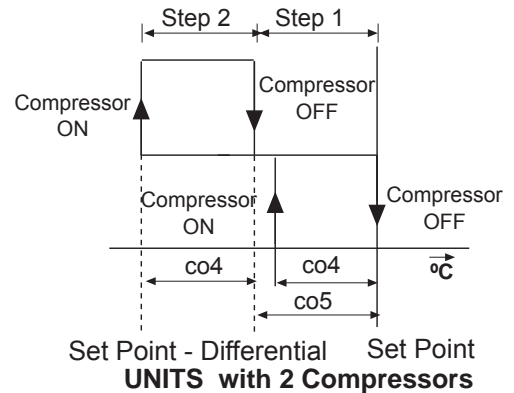 Step 2 Step 1
Compressor
ON
Compressor
OFF
Compressor
ON
Compressor
OFF
ºC
co4 co4
co5
Set Point - Differential Set Point
UNITS with 2 Compressors